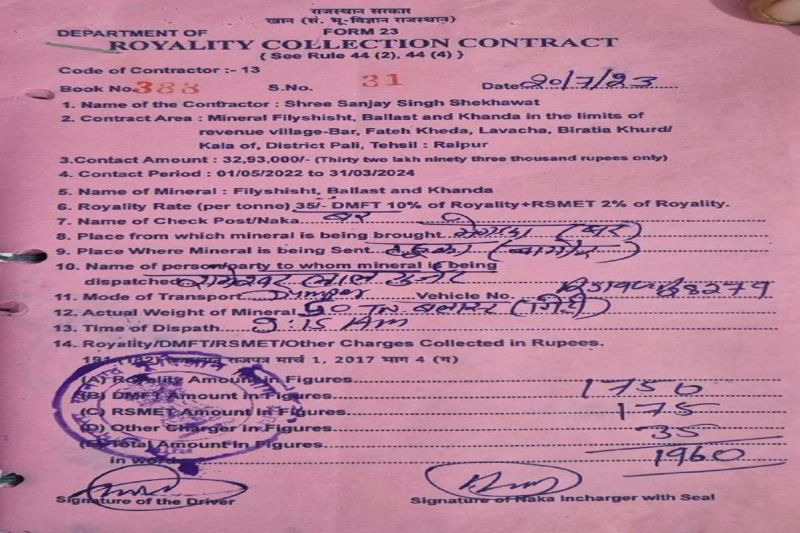 राजस्थान सरकार
खान (सं. भू-विज्ञान राजस्थान)
DEPARTMENT OF FORM 23
ROYALITY COLLECTION CONTRACT
{ See Rule 44 (2), 44 (4) }
Code of Contractor :- 13
Book No. 383 S.No. 31 Date 20/7/23
1. Name of the Contractor : Shree Sanjay Singh Shekhawat
2. Contract Area : Mineral Filyshisht, Ballast and Khanda in the limits of
revenue village-Bar, Fateh Kheda, Lavacha, Biratia Khurd/
Kala of, District Pali, Tehsil : Raipur
3.Contact Amount : 32,93,000/- (Thirty two lakh ninety three thousand rupees only)
4. Contact Period : 01/05/2022 to 31/03/2024
5. Name of Mineral : Filyshisht, Ballast and Khanda
6. Royality Rate (per tonne) 35/- DMFT 10% of Royality+RSMET 2% of Royality.
7. Name of Check Post/Naka बार
8. Place from which mineral is being brought (बार)
9. Place Where Mineral is being Sent
10. Name of person/party to whom mineral is being
dispatched रामेश्वर लाल
11. Mode of Transport Dumper Vehicle No.
12. Actual Weight of Mineral 50 TN
13. Time of Dispath 9:15 Am
14. Royality/DMFT/RSMET/Other Charges Collected in Rupees.
राजपत्र मार्च 1, 2017 भाग 4 (ग)
(A) Royality Amount in Figures 1750
(B) DMFT Amount in Figures 175
(C) RSMET Amount in Figures 35
(D) Other Charger in Figures
(E) Total Amount in Figures 1960
in word
Signature of the Driver Signature of Naka Incharger with Seal